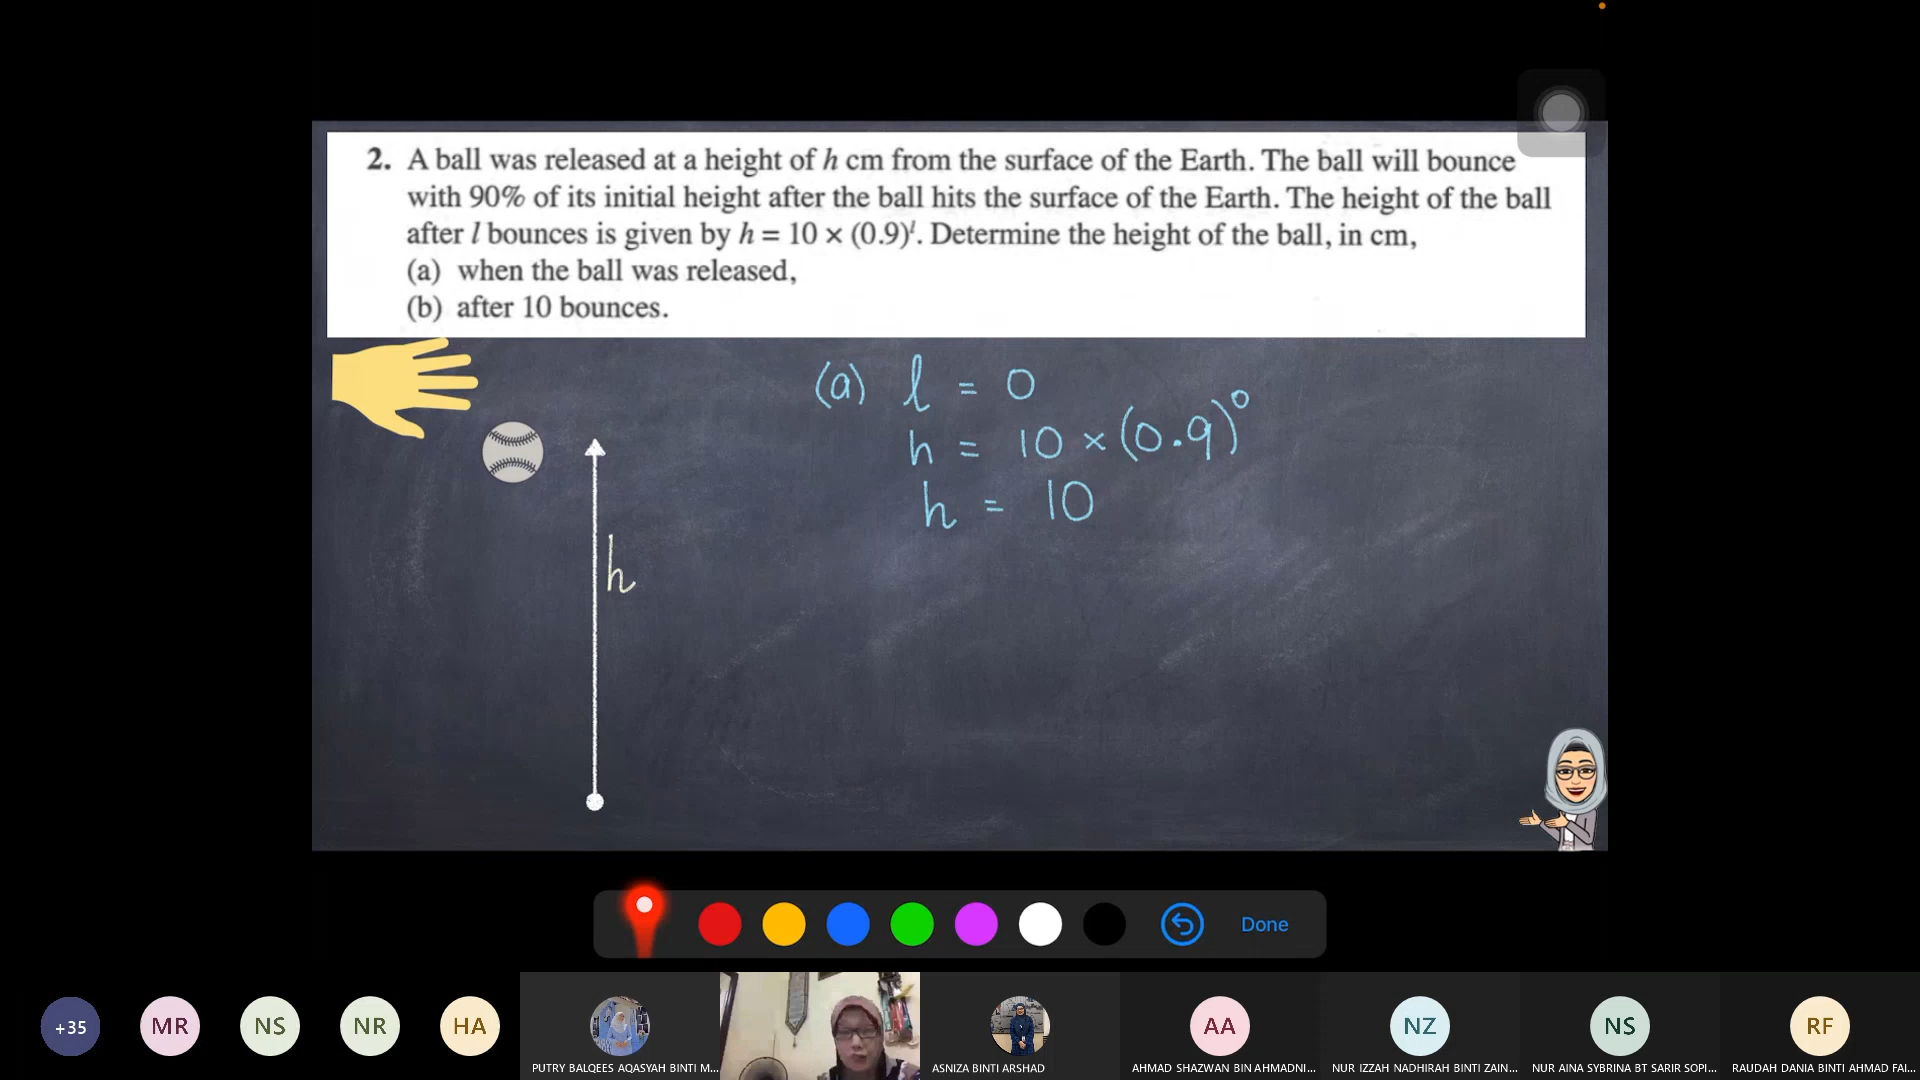 2. A ball was released at a height of h cm from the surface of the Earth. The ball will bounce
with 90% of its initial height after the ball hits the surface of the Earth. The height of the ball
after l bounces is given by h = 10 × (0.9)ˡ. Determine the height of the ball, in cm,
(a) when the ball was released,
(b) after 10 bounces.
(a) l = 0
h = 10 × (0.9)⁰
h = 10
h
Done
+35
MR
NS
NR
HA
AA
NZ
NS
RF
PUTRY BALQEES AQASYAH BINTI M...
ASNIZA BINTI ARSHAD
AHMAD SHAZWAN BIN AHMADNI...
NUR IZZAH NADHIRAH BINTI ZAIN...
NUR AINA SYBRINA BT SARIR SOPI...
RAUDAH DANIA BINTI AHMAD FAI...